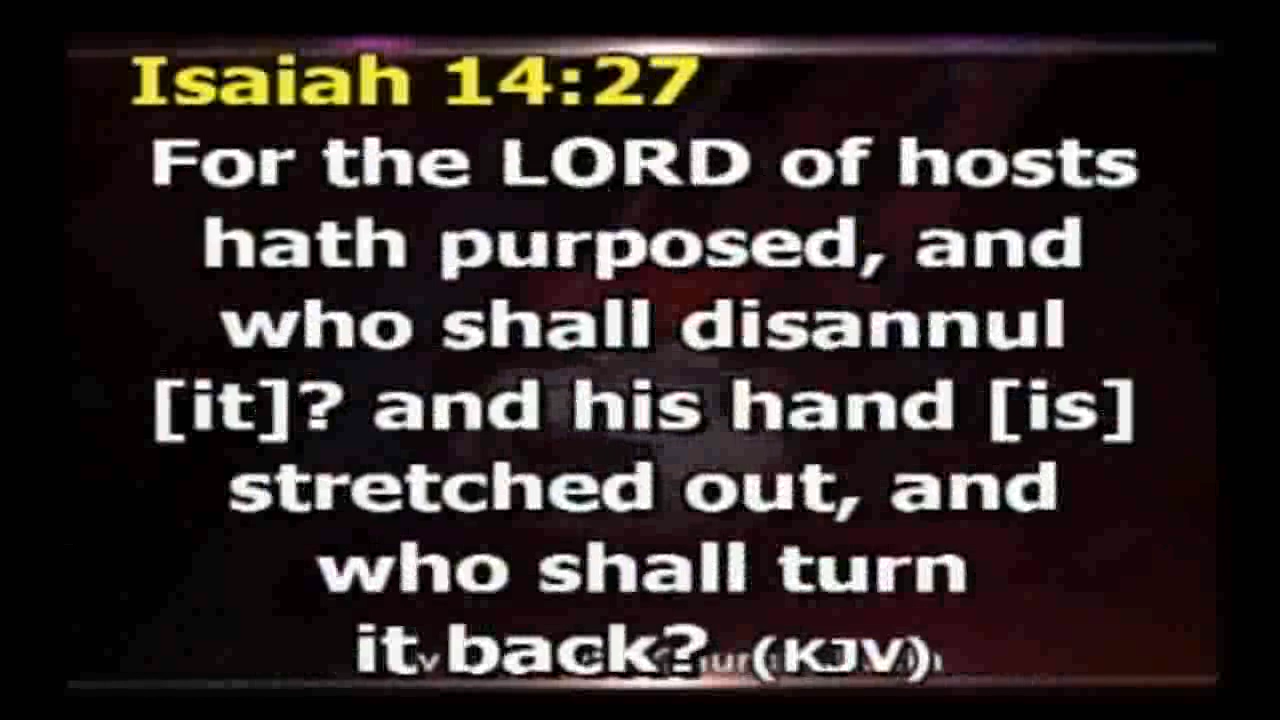 Isaiah 14:27
For the LORD of hosts
hath purposed, and
who shall disannul
[it]? and his hand [is]
stretched out, and
who shall turn
it back? (KJV)